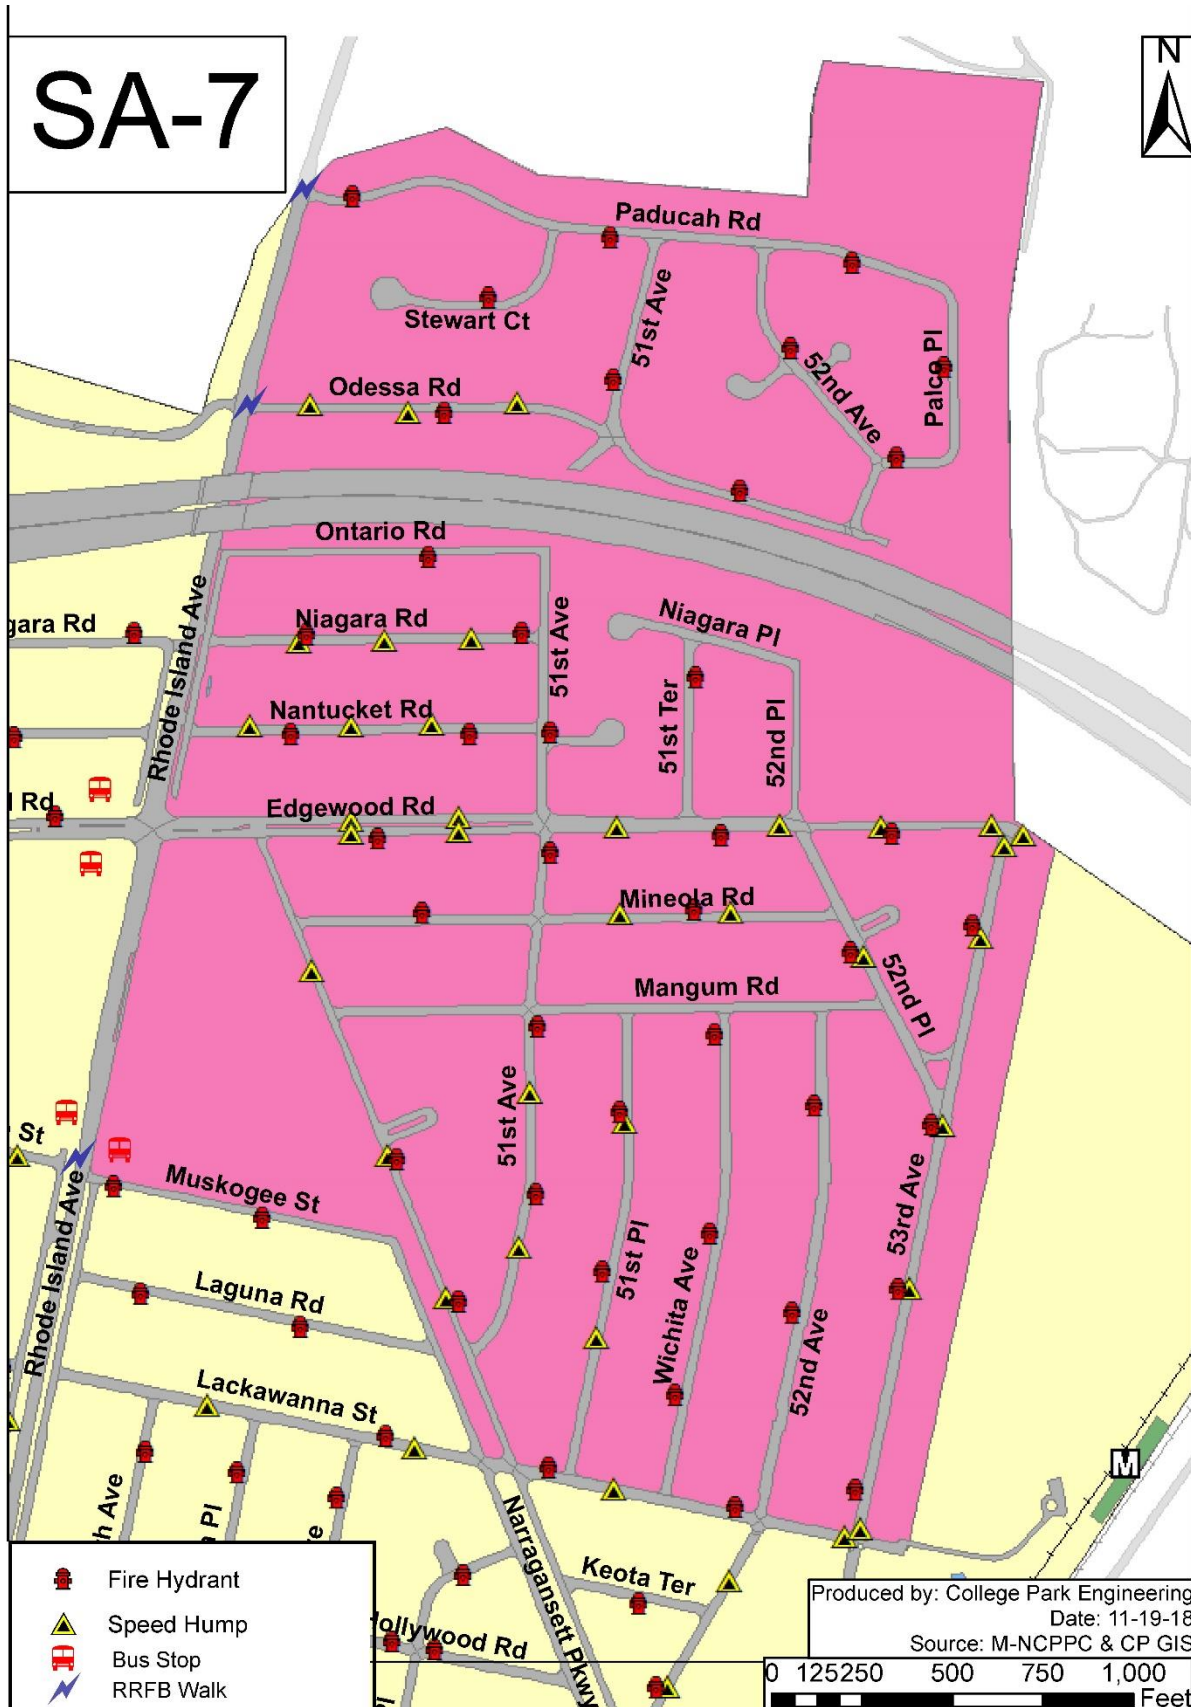 SA-7
N
Paducah Rd
51st Ave
Stewart Ct
52nd Ave
Palco Pl
Odessa Rd
Ontario Rd
Rhode Island Ave
gara Rd
Niagara Rd
51st Ave
Niagara Pl
51st Ter
52nd Pl
Nantucket Rd
d Rd
Edgewood Rd
Mineola Rd
52nd Pl
Mangum Rd
51st Ave
St
Muskogee St
53rd Ave
51st Pl
Rhode Island Ave
Laguna Rd
Wichita Ave
52nd Ave
Lackawanna St
M
th Ave
Pl
Narragansett Pkwy
Keota Ter
Hollywood Rd
Pl
Fire Hydrant
Speed Hump
Bus Stop
RRFB Walk
Produced by: College Park Engineering
Date: 11-19-18
Source: M-NCPPC & CP GIS
0 125250 500 750 1,000
Feet